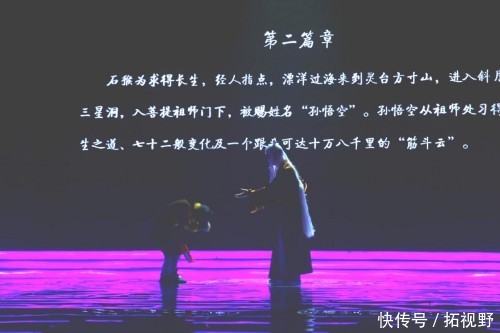 第二篇章
石猴为求得长生，经人指点，漂洋过海来到灵台方寸山，进入斜月
三星洞，入菩提祖师门下，被赐姓名“孙悟空”。孙悟空从祖师处习得
生之道、七十二般变化及一个跟斗可达十万八千里的“筋斗云”。
快传号／拓视野